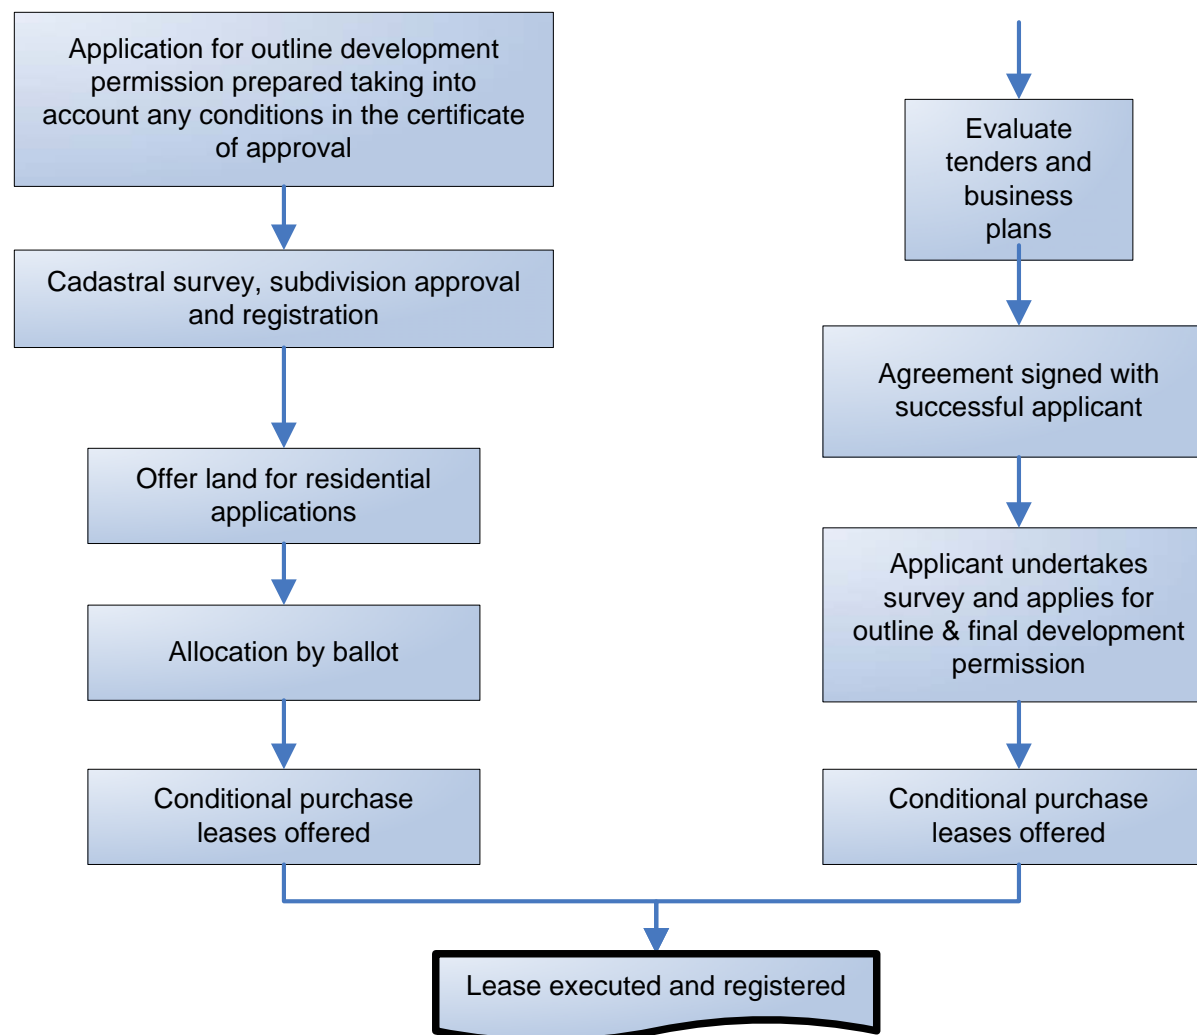 Application for outline development
permission prepared taking into
account any conditions in the certificate
of approval
Cadastral survey, subdivision approval
and registration
Offer land for residential
applications
Allocation by ballot
Conditional purchase
leases offered
Evaluate
tenders and
business
plans
Agreement signed with
successful applicant
Applicant undertakes
survey and applies for
outline & final development
permission
Conditional purchase
leases offered
Lease executed and registered